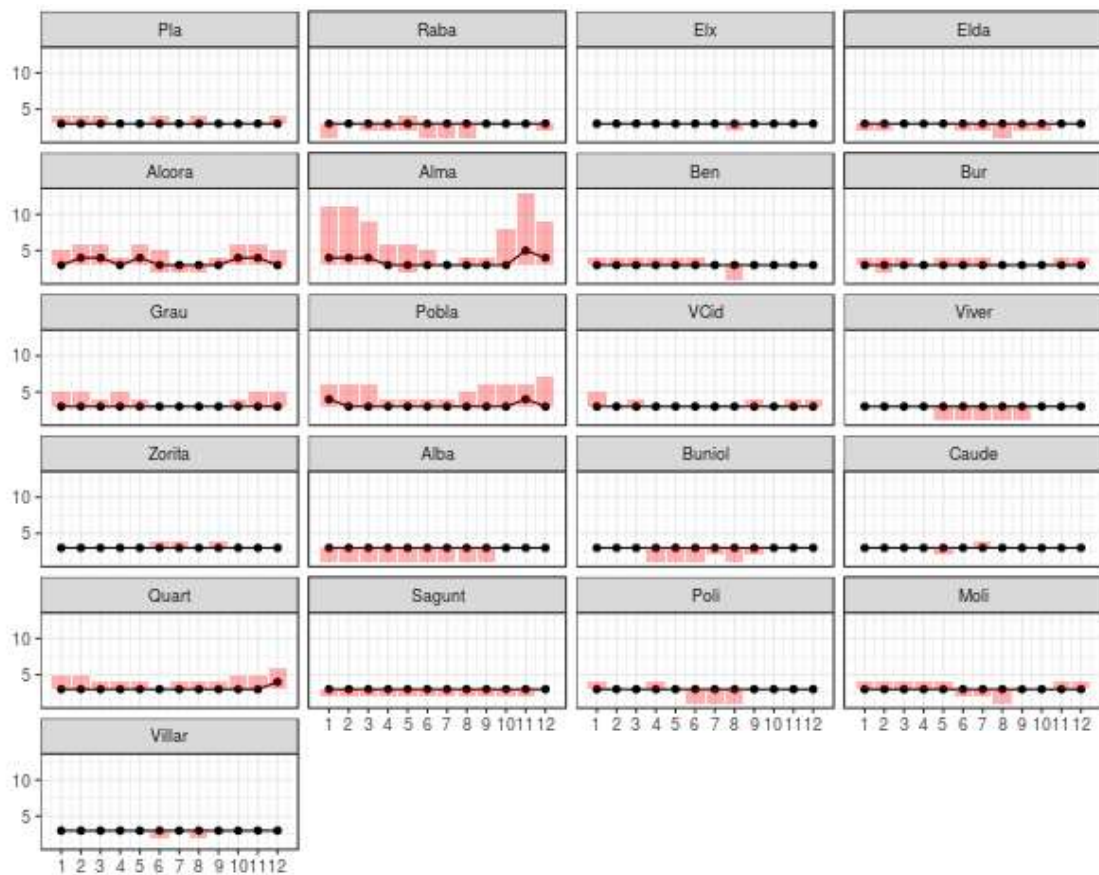 Pla Raba Elx Elda
10
5
Alcora Alma Ben Bur
10
5
Grau Pobla VCid Viver
10
5
Zorita Alba Buniol Caude
10
5
Quart Sagunt Poli Moli
10
5
1 2 3 4 5 6 7 8 9 10 11 12 1 2 3 4 5 6 7 8 9 10 11 12 1 2 3 4 5 6 7 8 9 10 11 12
Villar
10
5
1 2 3 4 5 6 7 8 9 10 11 12